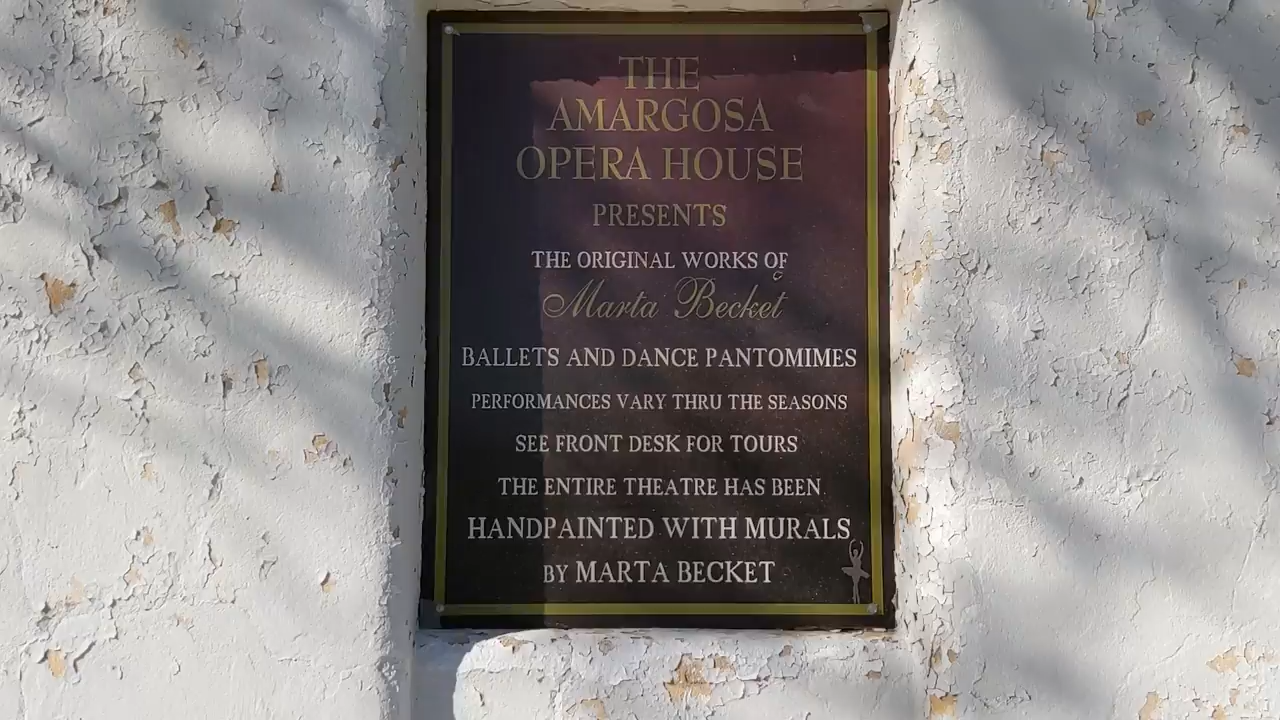 THE
AMARGOSA
OPERA HOUSE
PRESENTS
THE ORIGINAL WORKS OF
Marta Becket
BALLETS AND DANCE PANTOMIMES
PERFORMANCES VARY THRU THE SEASONS
SEE FRONT DESK FOR TOURS
THE ENTIRE THEATRE HAS BEEN
HANDPAINTED WITH MURALS
BY MARTA BECKET